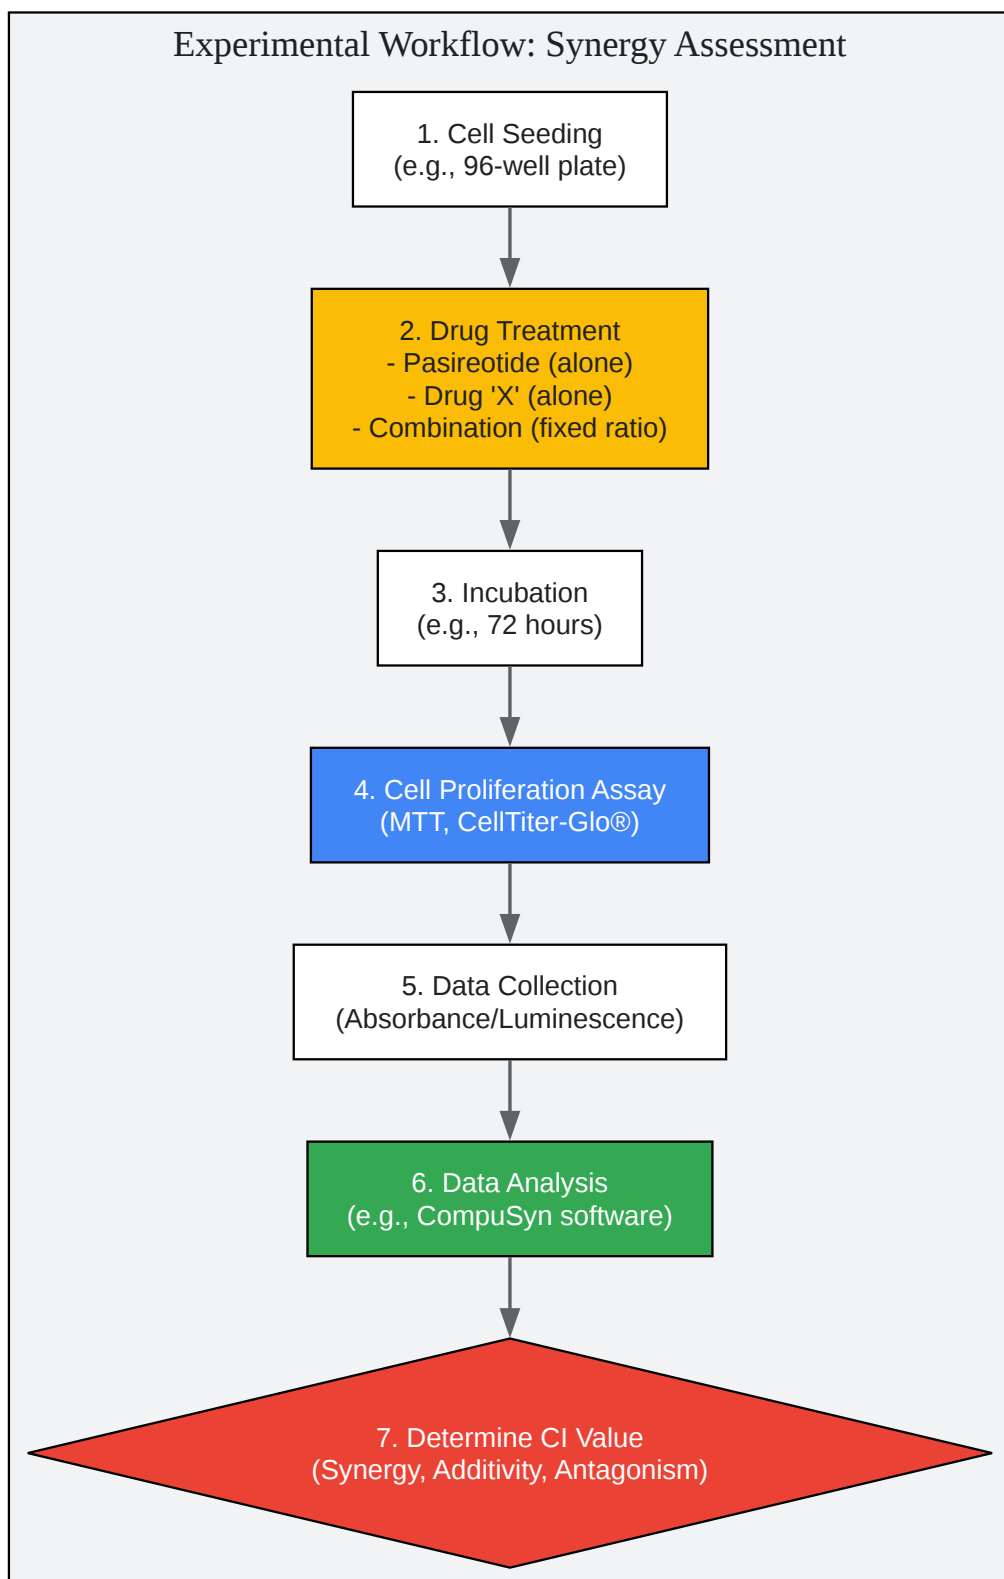 Experimental Workflow: Synergy Assessment
1. Cell Seeding
(e.g., 96-well plate)
2. Drug Treatment
- Pasireotide (alone)
- Drug 'X' (alone)
- Combination (fixed ratio)
3. Incubation
(e.g., 72 hours)
4. Cell Proliferation Assay
(MTT, CellTiter-Glo®)
5. Data Collection
(Absorbance/Luminescence)
6. Data Analysis
(e.g., CompuSyn software)
7. Determine CI Value
(Synergy, Additivity, Antagonism)